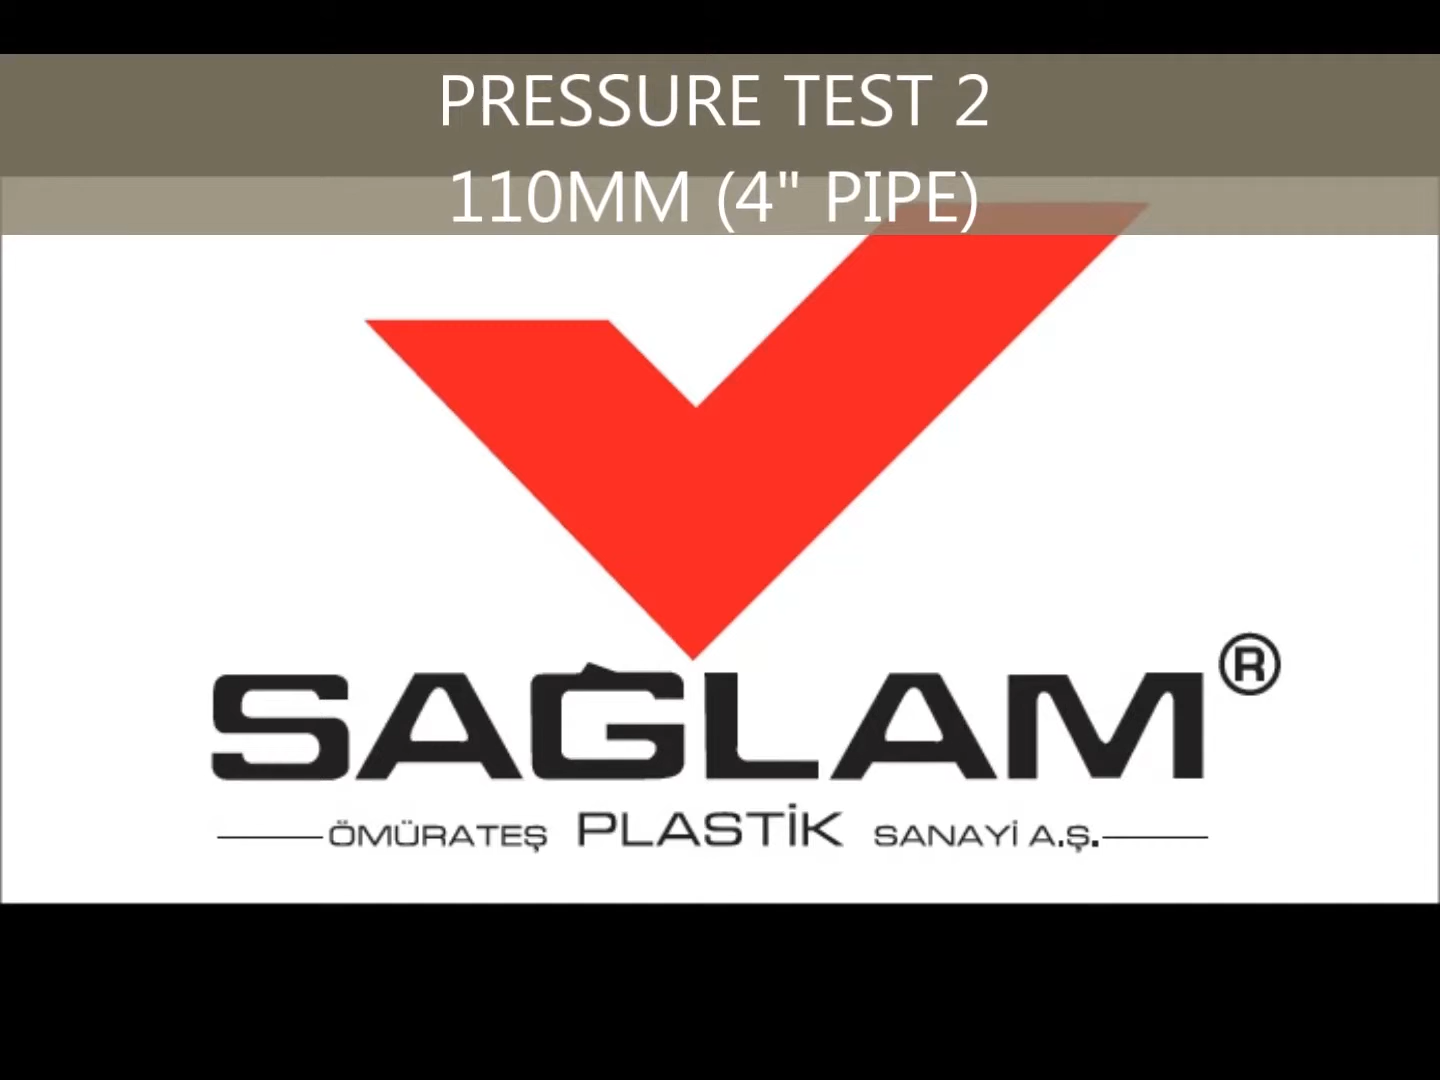 PRESSURE TEST 2
110MM (4" PIPE)
SAĞLAM®
ÖMÜRATEŞ PLASTİK SANAYİ A.Ş.